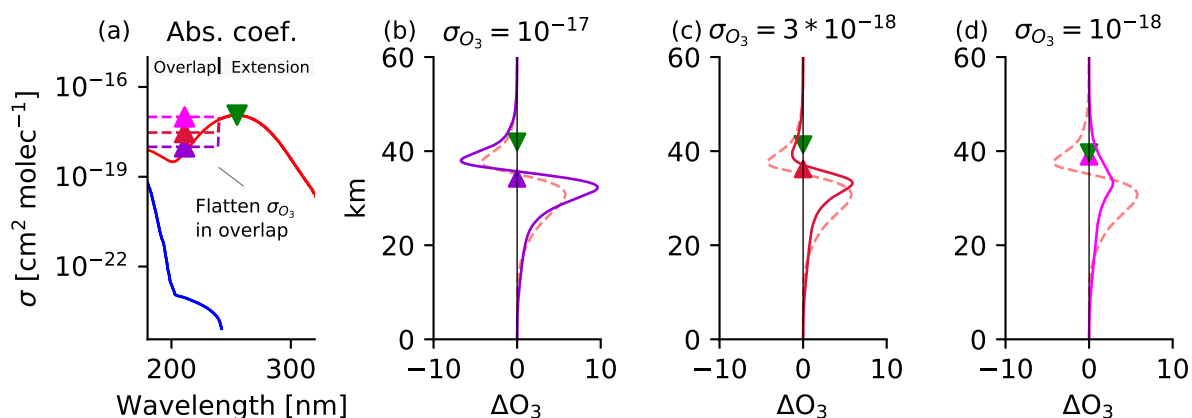 (a) Abs. coef.
Overlap Extension
10⁻¹⁶
10⁻¹⁹
10⁻²²
σ [cm² molec⁻¹]
Flatten σ_O₃
in overlap
200 300
Wavelength [nm]
(b) σ_O₃ = 10⁻¹⁷
60
40
20
0
km
−10 0 10
ΔO₃
(c) σ_O₃ = 3 * 10⁻¹⁸
60
40
20
0
−10 0 10
ΔO₃
(d) σ_O₃ = 10⁻¹⁸
60
40
20
0
−10 0 10
ΔO₃